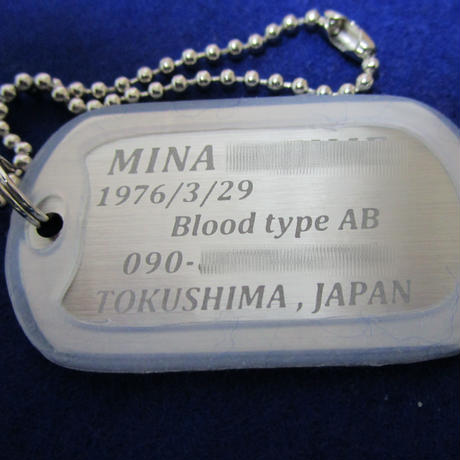 MINA
1976/3/29
Blood type AB
090-
TOKUSHIMA , JAPAN